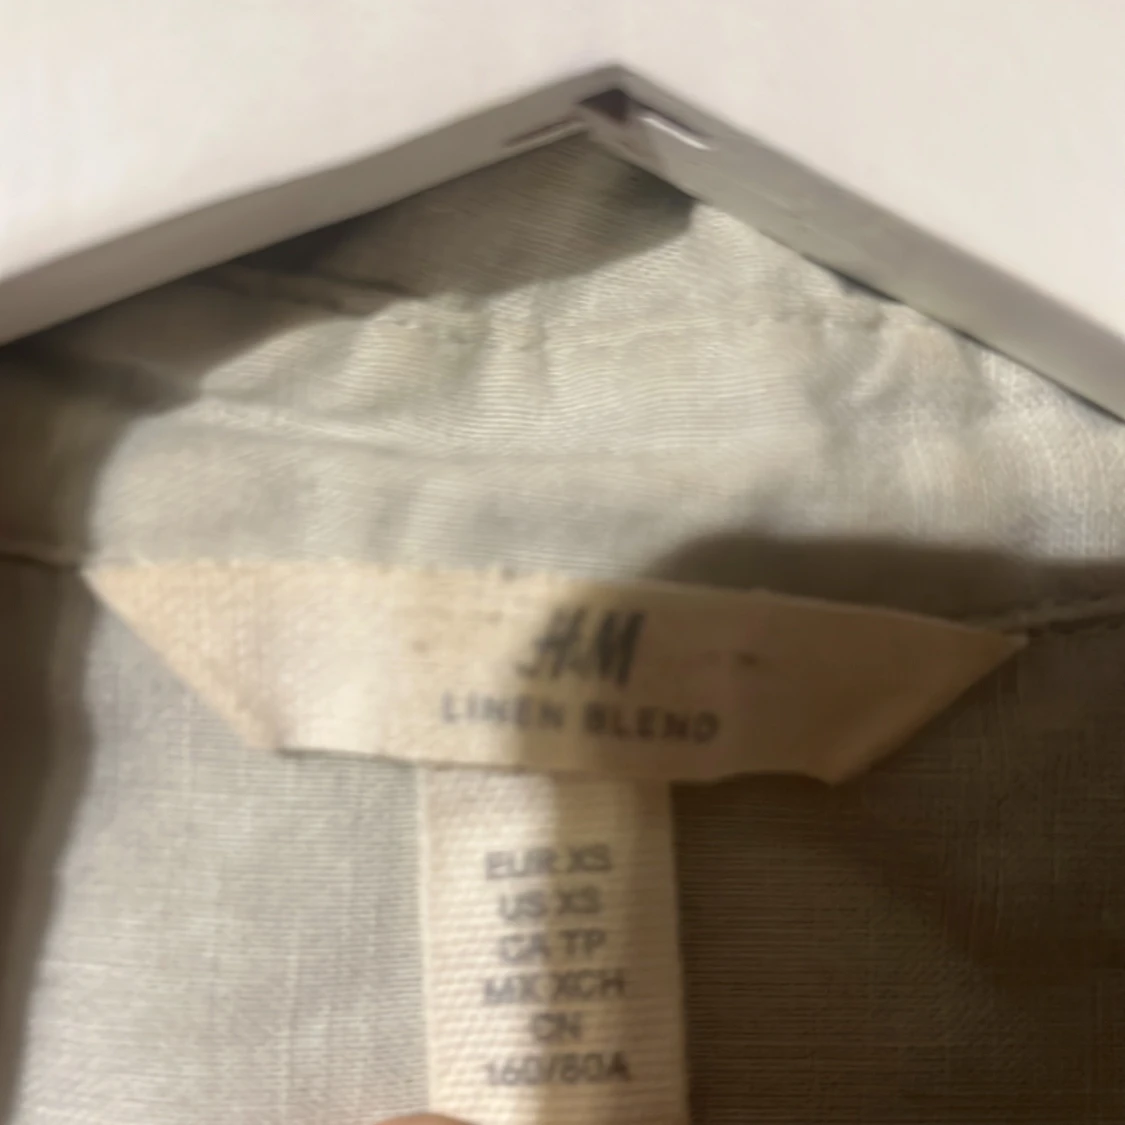 H&M
LINEN BLEND
EUR XS
US XS
CA TP
MX XCH
CN
160/80A